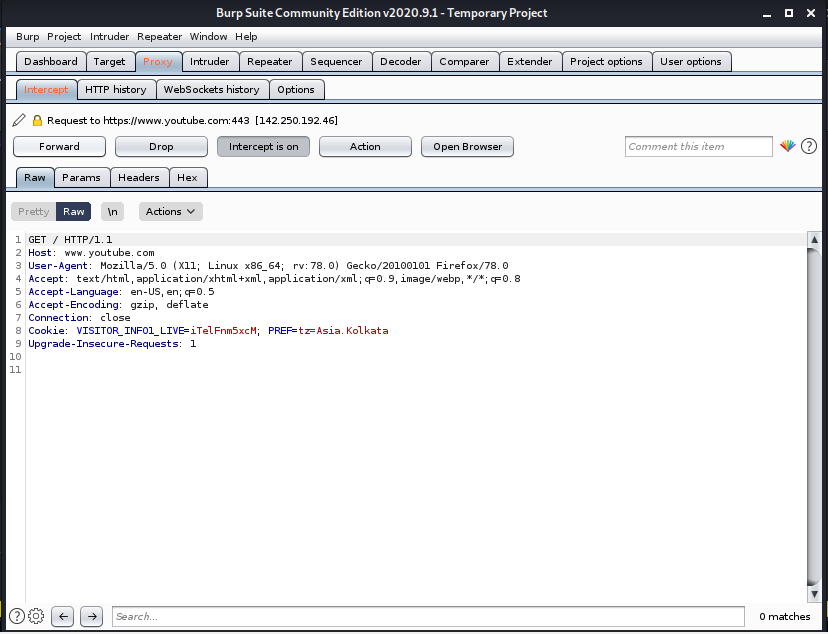 Burp Suite Community Edition v2020.9.1 - Temporary Project
Burp Project Intruder Repeater Window Help
Dashboard Target Proxy Intruder Repeater Sequencer Decoder Comparer Extender Project options User options
Intercept HTTP history WebSockets history Options
Request to https://www.youtube.com:443 [142.250.192.46]
Forward Drop Intercept is on Action Open Browser Comment this item ?
Raw Params Headers Hex
Pretty Raw \n Actions
1 GET / HTTP/1.1
2 Host: www.youtube.com
3 User-Agent: Mozilla/5.0 (X11; Linux x86_64; rv:78.0) Gecko/20100101 Firefox/78.0
4 Accept: text/html,application/xhtml+xml,application/xml;q=0.9,image/webp,*/*;q=0.8
5 Accept-Language: en-US,en;q=0.5
6 Accept-Encoding: gzip, deflate
7 Connection: close
8 Cookie: VISITOR_INFO1_LIVE=iTelFnm5xcM; PREF=tz=Asia.Kolkata
9 Upgrade-Insecure-Requests: 1
10
11
? Search... 0 matches